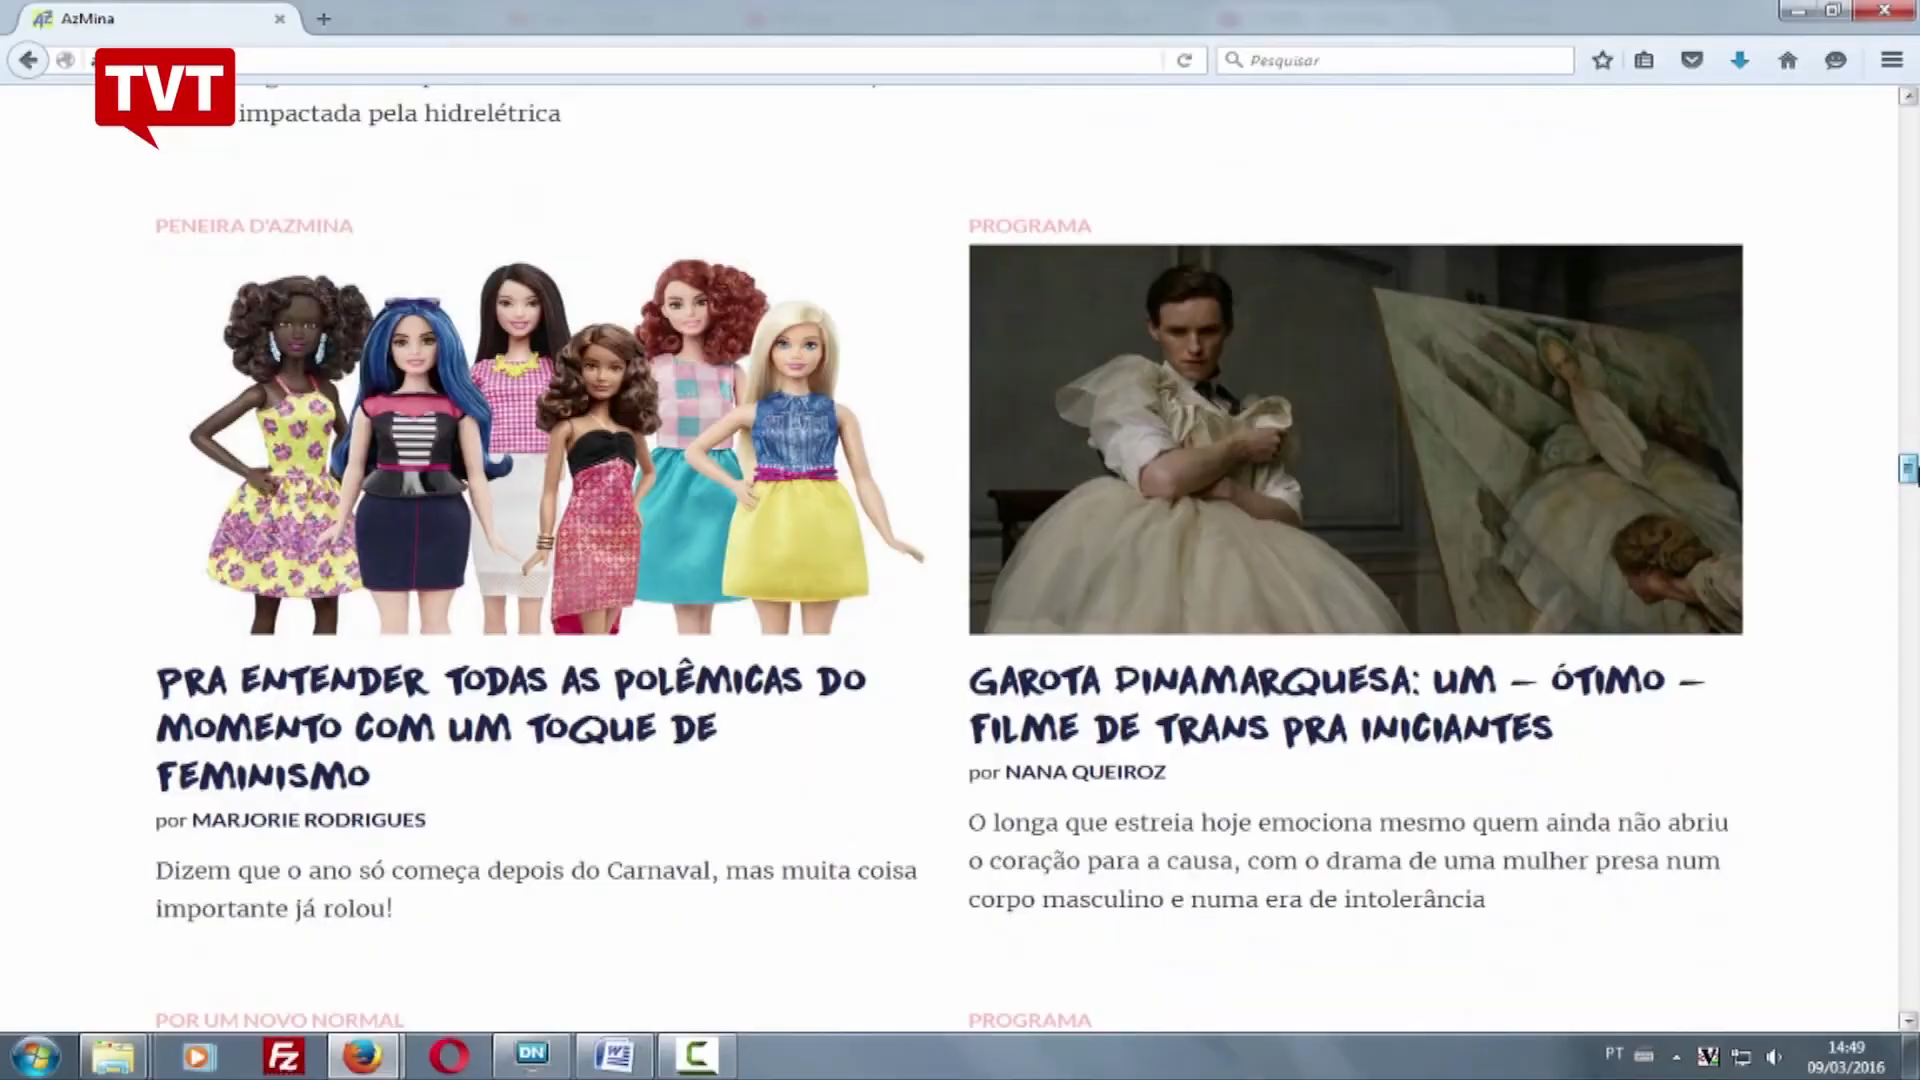 AzMina
TVT
Pesquisar
impactada pela hidrelétrica
PENEIRA D'AZMINA
PRA ENTENDER TODAS AS POLÊMICAS DO
MOMENTO COM UM TOQUE DE
FEMINISMO
por MARJORIE RODRIGUES
Dizem que o ano só começa depois do Carnaval, mas muita coisa
importante já rolou!
POR UM NOVO NORMAL
PROGRAMA
GAROTA DINAMARQUESA: UM – ÓTIMO –
FILME DE TRANS PRA INICIANTES
por NANA QUEIROZ
O longa que estreia hoje emociona mesmo quem ainda não abriu
o coração para a causa, com o drama de uma mulher presa num
corpo masculino e numa era de intolerância
PROGRAMA
DN
PT
14:49
09/03/2016